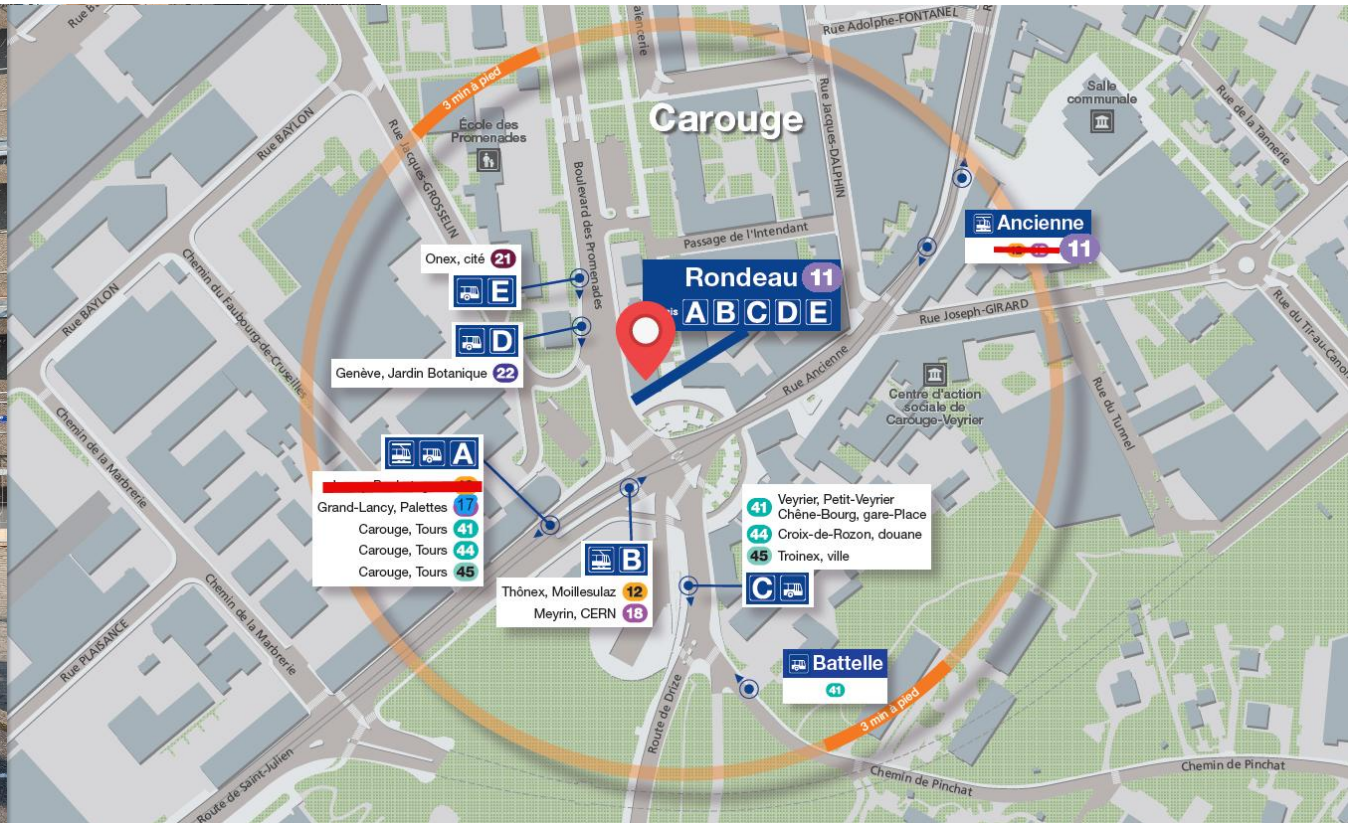 Rue BAYLON
3 min à pied
École des
Promenades
Rue Jacques-GROSSELIN
Boulevard des Promenades
Carouge
Rue Adolphe-FONTANEL
Rue Jacques-DALPHIN
Salle
communale
Rue de la Tannerie
Passage de l'Intendant
Ancienne
11
Onex, cité 21
E
Rondeau 11
A B C D E
D
Genève, Jardin Botanique 22
Rue BAYLON
Chemin du Faubourg-de-Cruseilles
Rue Ancienne
Rue Joseph-GIRARD
Rue du Tir-au-Canon
Centre d'action
sociale de
Carouge-Veyrier
Rue du Tunnel
Chemin de la Marbrerie
A
Grand-Lancy, Palettes 17
Carouge, Tours 41
Carouge, Tours 44
Carouge, Tours 45
B
Thônex, Moillesulaz 12
Meyrin, CERN 18
41 Veyrier, Petit-Veyrier
Chêne-Bourg, gare-Place
44 Croix-de-Rozon, douane
45 Troinex, ville
C
Battelle
41
Rue PLAISANCE
Chemin de la Marbrerie
Route de Saint-Julien
Route de Drize
3 min à pied
Chemin de Pinchat
Chemin de Pinchat